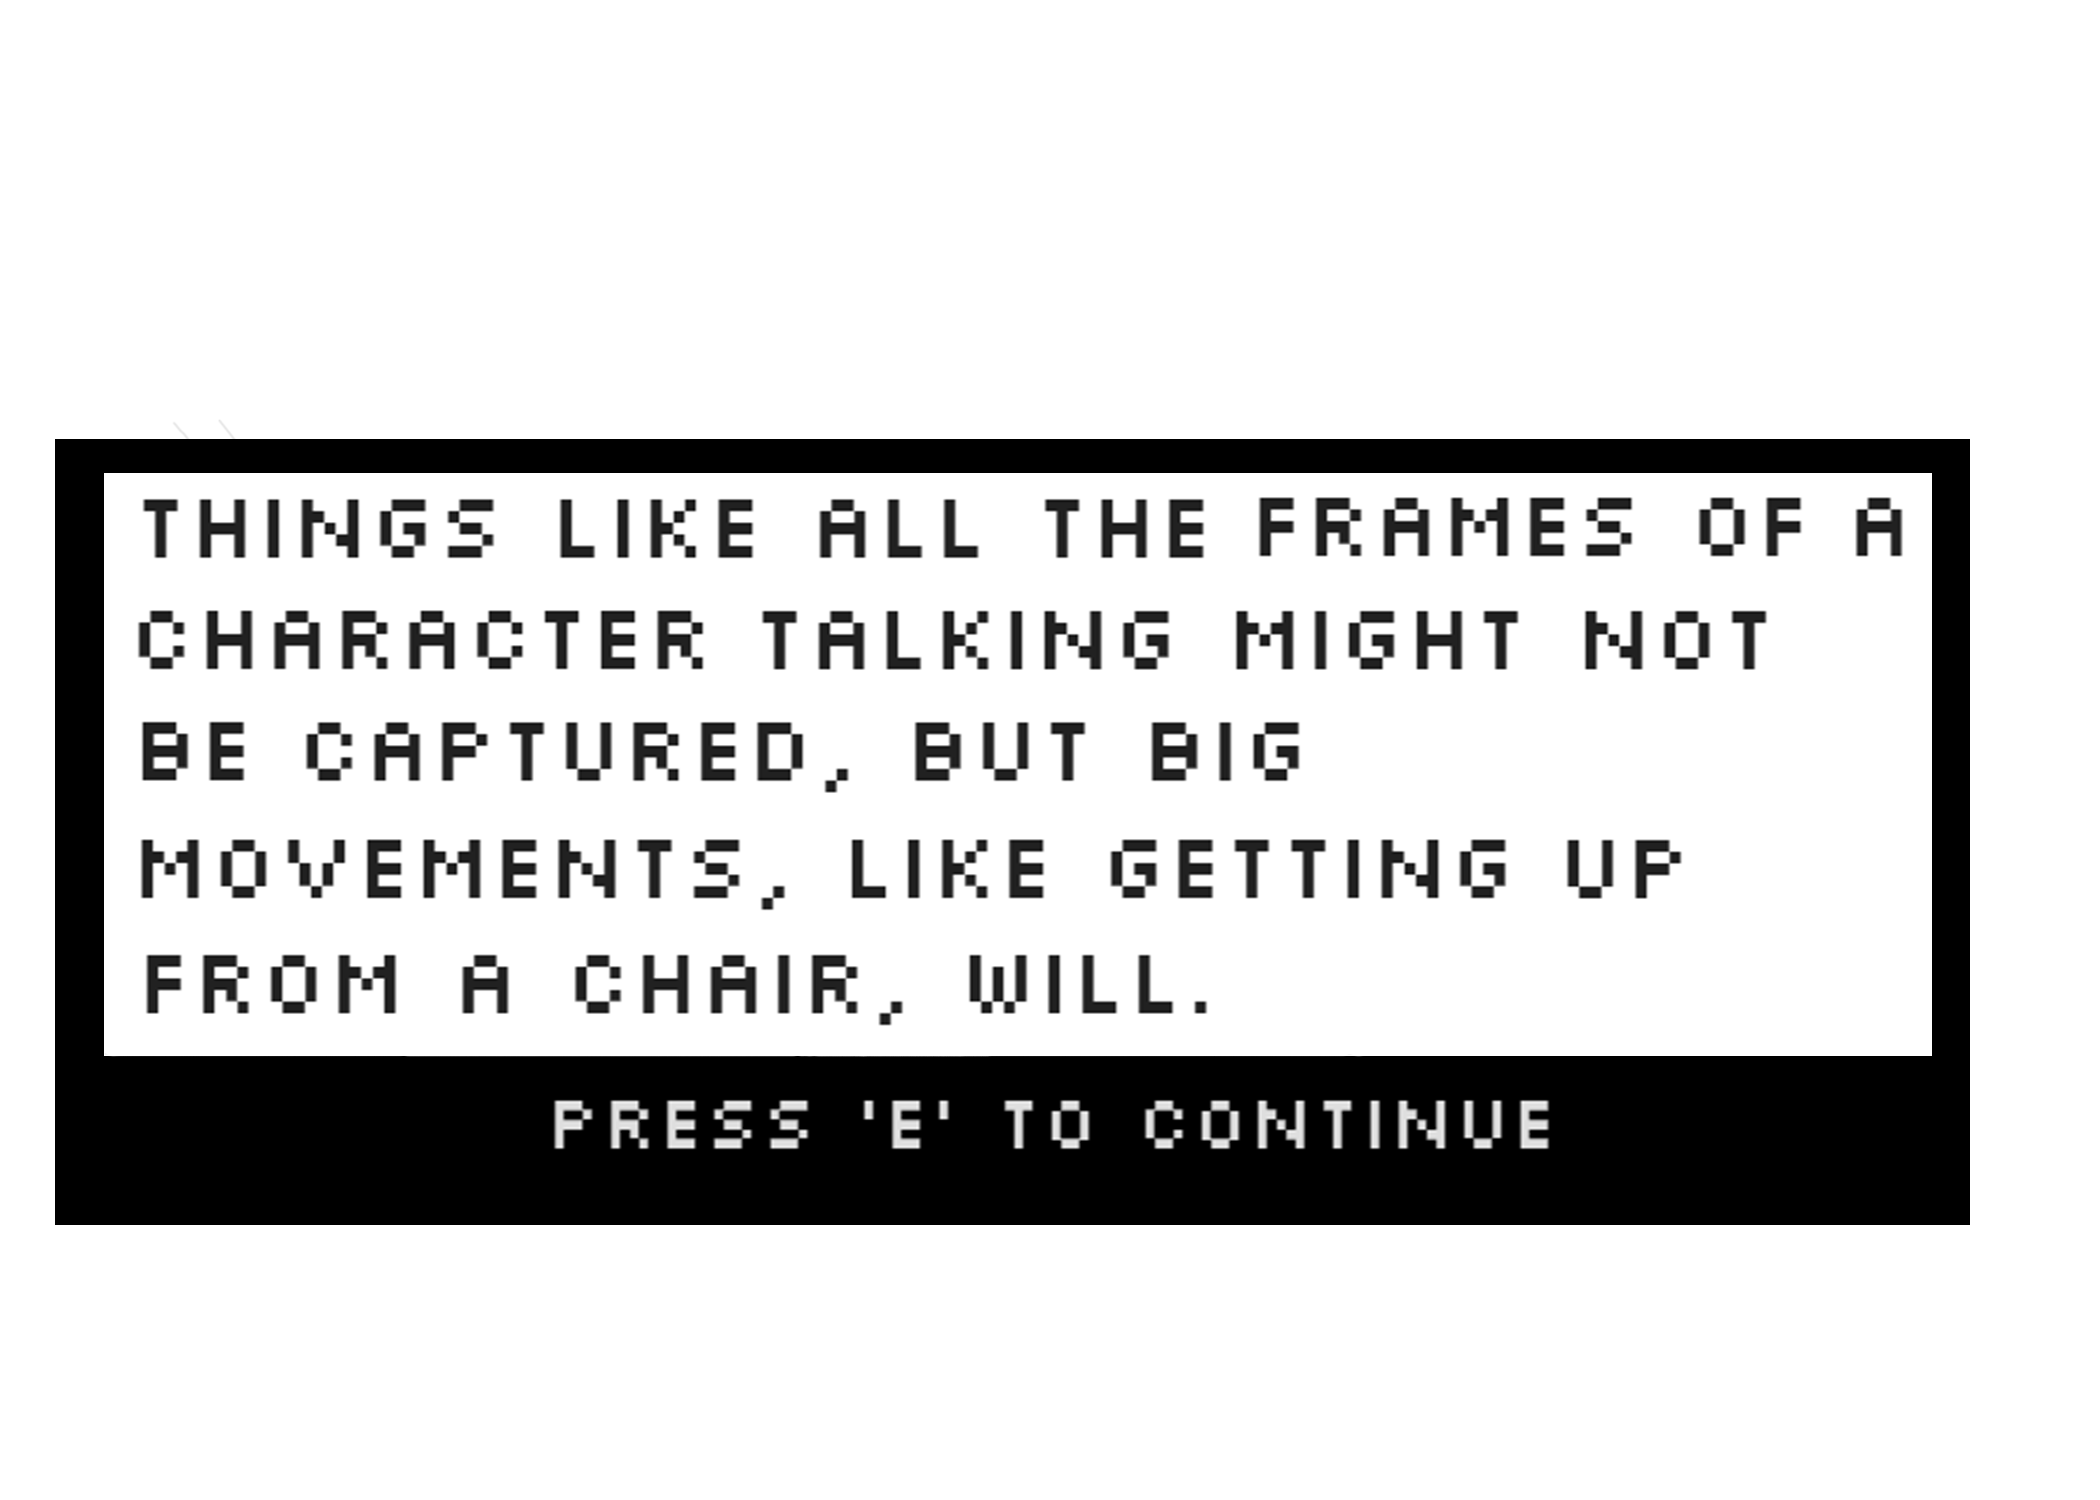 THINGS LIKE ALL THE FRAMES OF A
CHARACTER TALKING MIGHT NOT
BE CAPTURED, BUT BIG
MOVEMENTS, LIKE GETTING UP
FROM A CHAIR, WILL.
PRESS 'E' TO CONTINUE